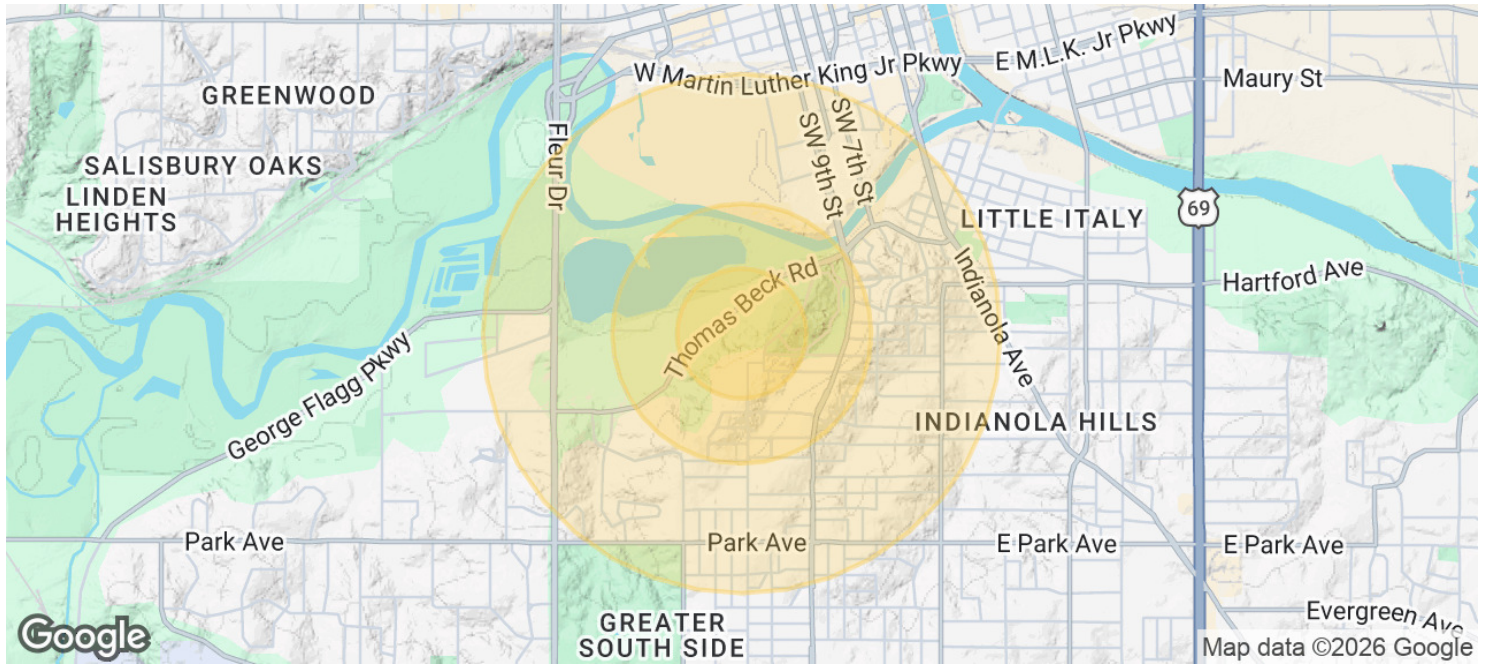 W Martin Luther King Jr Pkwy
E M.L.K. Jr Pkwy
Maury St
GREENWOOD
Fleur Dr
SW 9th St
SW 7th St
SALISBURY OAKS
LINDEN
HEIGHTS
69
LITTLE ITALY
Thomas Beck Rd
Indianola Ave
Hartford Ave
George Flagg Pkwy
INDIANOLA HILLS
Park Ave
Park Ave
E Park Ave
E Park Ave
GREATER
SOUTH SIDE
Evergreen Ave
Google
Map data ©2026 Google